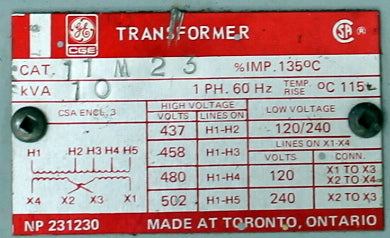 GE
CGE
TRANSFORMER
SA
CAT. 11 M 23 %IMP. 135ºC
kVA 10 1 PH. 60 Hz TEMP. RISE ºC 115
CSA ENCL. 3
HIGH VOLTAGE LOW VOLTAGE
VOLTS LINES ON 120/240
437 H1-H2 LINES ON X1-X4
458 H1-H3 VOLTS CONN.
480 H1-H4 120 X1 TO X3 X2 TO X4
502 H1-H5 240 X2 TO X3
H1 H2 H3 H4 H5
X4 X2 X3 X1
NP 231230 MADE AT TORONTO, ONTARIO